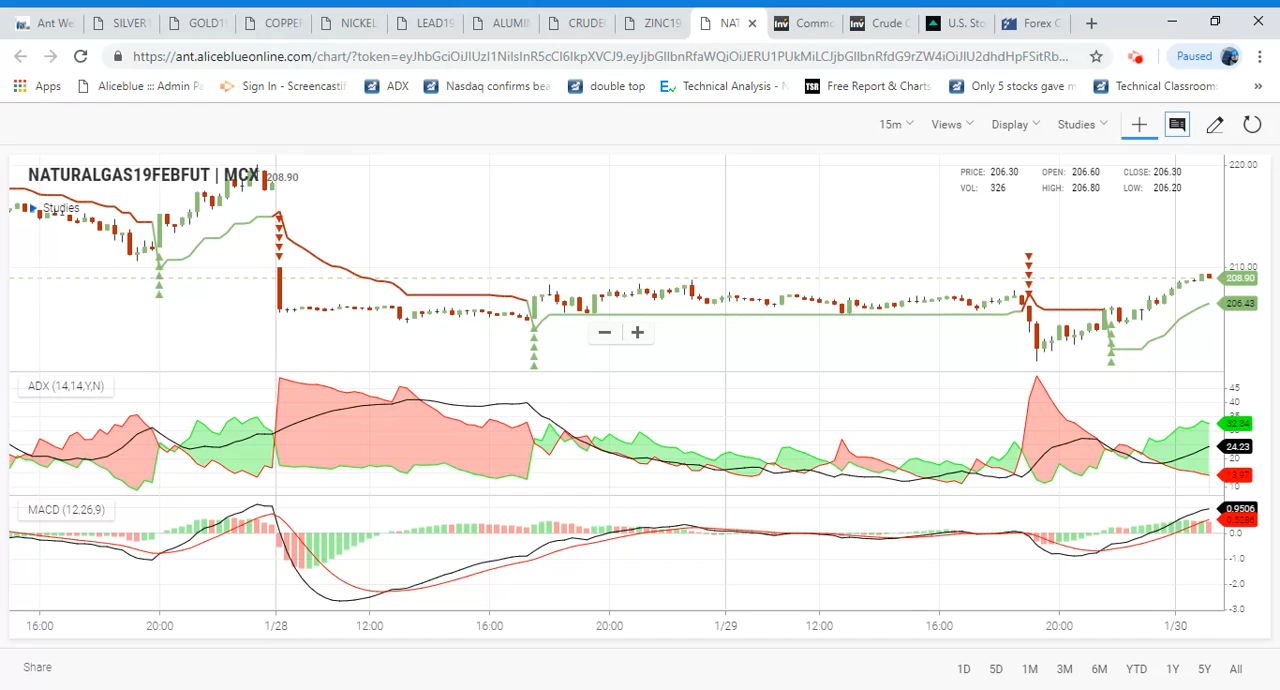 Ant We
SILVER1
GOLD1
COPPE
NICKEL
LEAD19
ALUMI
CRUDE
ZINC19
NAT
Commo
Crude
U.S. Sto
Forex C
https://ant.aliceblueonline.com/chart/?token=
Paused
Apps
Aliceblue ::: Admin Pa
Sign In - Screencastif
ADX
Nasdaq confirms bea
double top
Technical Analysis - N
TSR
Free Report & Charts
Only 5 stocks gave m
Technical Classroom:
15m
Views
Display
Studies
NATURALGAS19FEBFUT | MCX 208.90
PRICE: 206.30 OPEN: 206.60 CLOSE: 206.30
VOL: 326 HIGH: 206.80 LOW: 206.20
Studies
220.00
210.00
208.90
206.43
ADX (14,14,Y,N)
45
40
35
32.34
24.23
20
13.97
10
MACD (12,26,9)
0.9506
0.0
-1.0
-2.0
-3.0
16:00 20:00 1/28 12:00 16:00 20:00 1/29 12:00 16:00 20:00 1/30
Share
1D 5D 1M 3M 6M YTD 1Y 5Y All